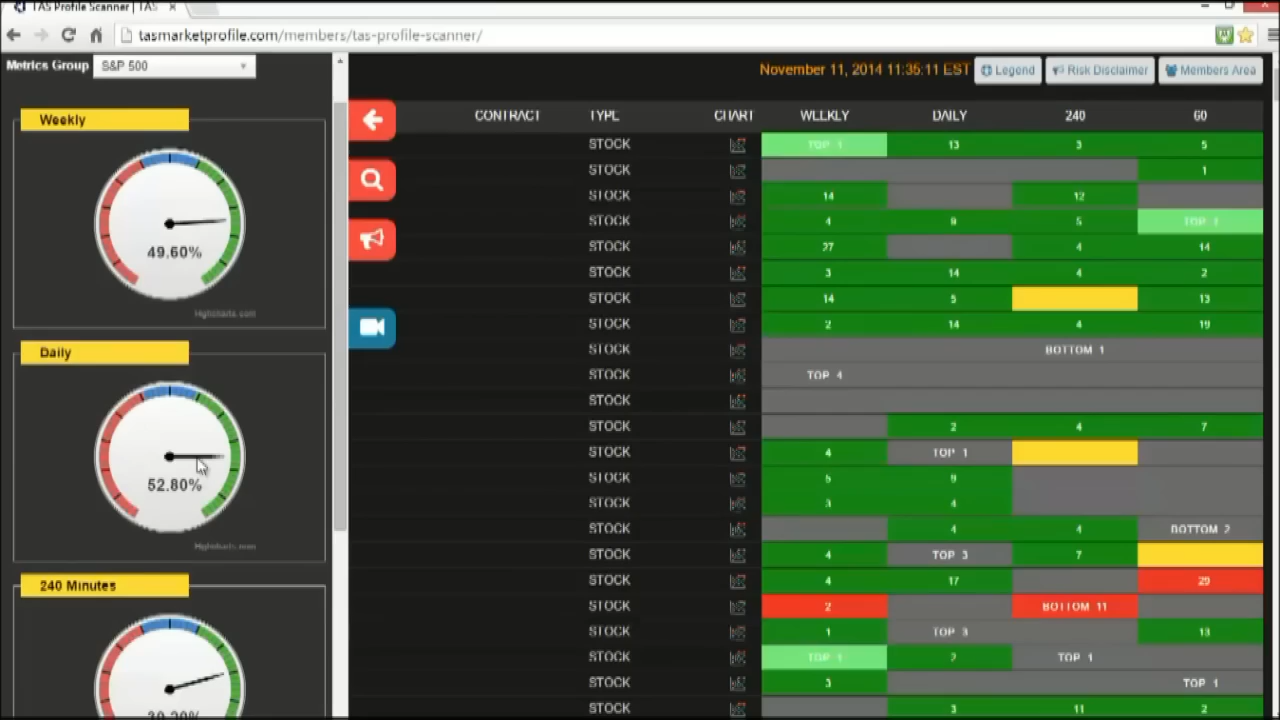 TAS Profile Scanner | TAS
tasmarketprofile.com/members/tas-profile-scanner/
Metrics Group S&P 500
November 11, 2014 11:35:11 EST Legend Risk Disclaimer Members Area
Weekly
49.60%
Highcharts.com
Daily
52.80%
Highcharts.com
240 Minutes
CONTRACT TYPE CHART WEEKLY DAILY 240 60
STOCK TOP 1 13 3 5
STOCK 1
STOCK 14 12
STOCK 4 9 5 TOP
STOCK 27 4 14
STOCK 3 14 4 2
STOCK 14 5 13
STOCK 2 14 4 19
STOCK BOTTOM 1
STOCK TOP 4
STOCK
STOCK 2 4 7
STOCK 4 TOP 1
STOCK
STOCK 3 4
STOCK 4 4 BOTTOM 2
STOCK 4 TOP 3 7
STOCK 4 17 29
STOCK 2 BOTTOM 11
STOCK 1 TOP 3 13
STOCK TOP 1 2 TOP 1
STOCK 3 TOP 1
STOCK 3 11 2